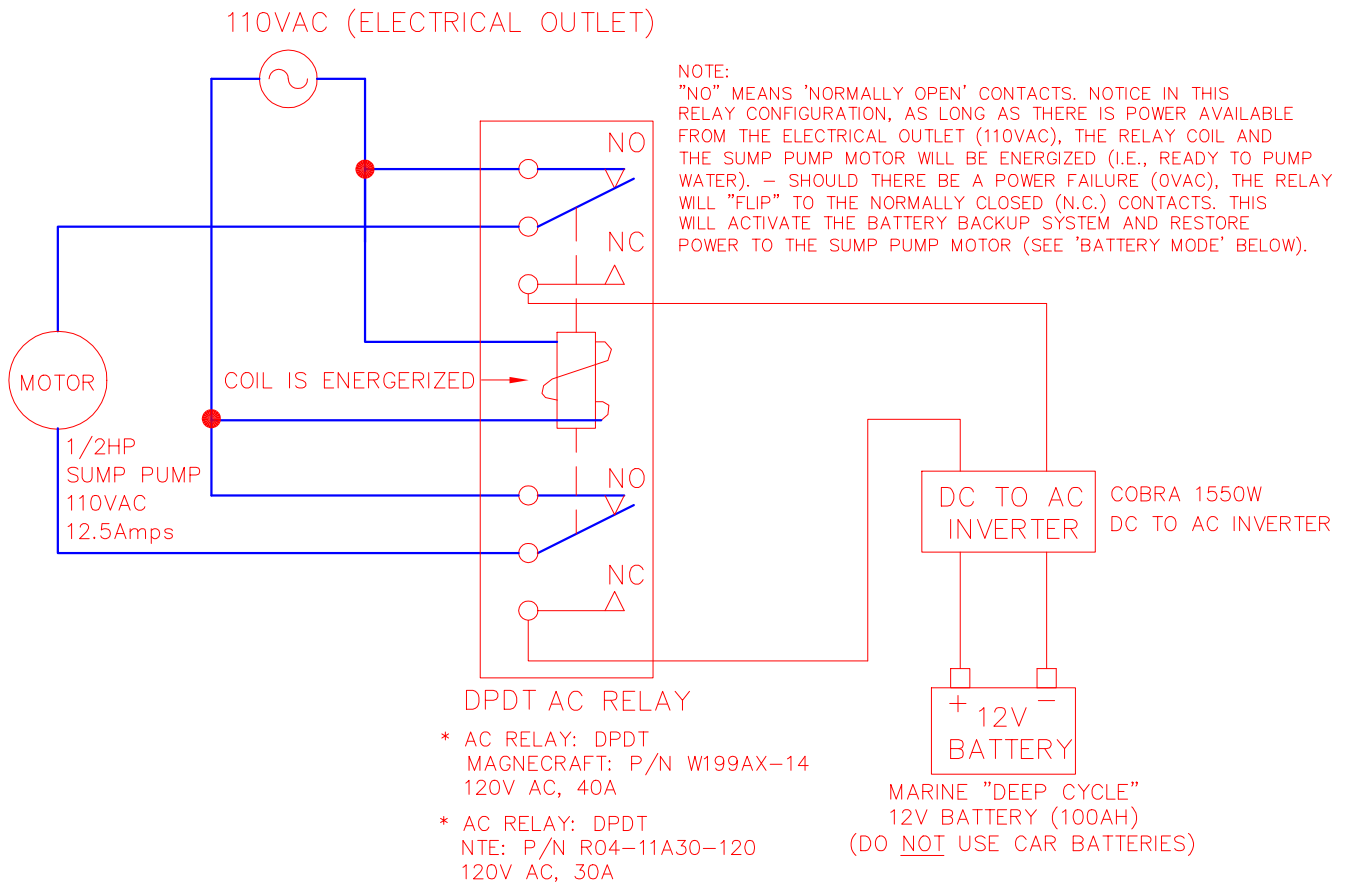 110VAC (ELECTRICAL OUTLET)
NOTE:
"NO" MEANS 'NORMALLY OPEN' CONTACTS. NOTICE IN THIS
RELAY CONFIGURATION, AS LONG AS THERE IS POWER AVAILABLE
FROM THE ELECTRICAL OUTLET (110VAC), THE RELAY COIL AND
THE SUMP PUMP MOTOR WILL BE ENERGIZED (I.E., READY TO PUMP
WATER). – SHOULD THERE BE A POWER FAILURE (0VAC), THE RELAY
WILL "FLIP" TO THE NORMALLY CLOSED (N.C.) CONTACTS. THIS
WILL ACTIVATE THE BATTERY BACKUP SYSTEM AND RESTORE
POWER TO THE SUMP PUMP MOTOR (SEE 'BATTERY MODE' BELOW).
NO
NC
MOTOR
COIL IS ENERGERIZED
1/2HP
SUMP PUMP
110VAC
12.5Amps
NO
NC
DC TO AC
INVERTER
COBRA 1550W
DC TO AC INVERTER
+ –
12V
BATTERY
DPDT AC RELAY
* AC RELAY: DPDT
MAGNECRAFT: P/N W199AX–14
120V AC, 40A
* AC RELAY: DPDT
NTE: P/N R04–11A30–120
120V AC, 30A
MARINE "DEEP CYCLE"
12V BATTERY (100AH)
(DO NOT USE CAR BATTERIES)